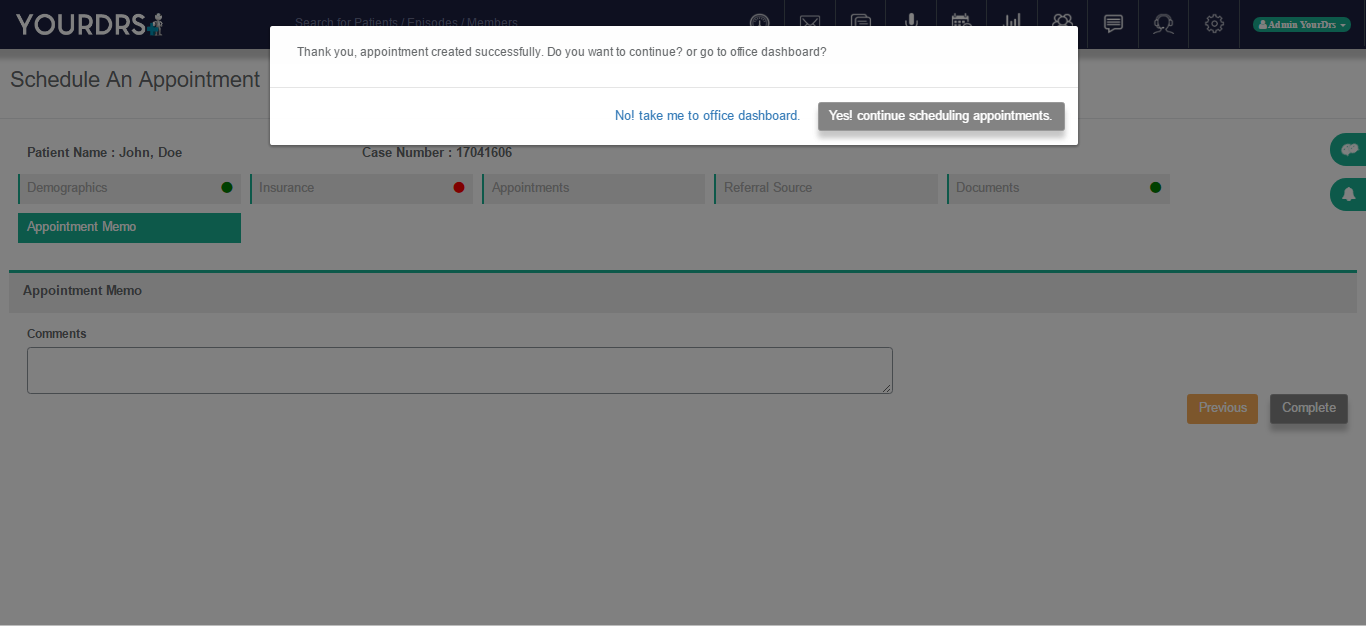 YOURDRS
Search for Patients / Episodes / Members
Admin YourDrs
Thank you, appointment created successfully. Do you want to continue? or go to office dashboard?
No! take me to office dashboard.
Yes! continue scheduling appointments.
Schedule An Appointment
Patient Name : John, Doe
Case Number : 17041606
Demographics
Insurance
Appointments
Referral Source
Documents
Appointment Memo
Appointment Memo
Comments
Previous
Complete